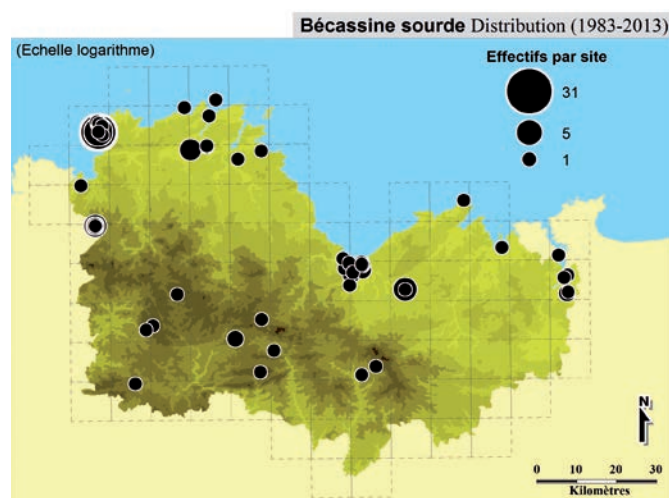 Bécassine sourde Distribution (1983-2013)
(Echelle logarithme)
Effectifs par site
31
5
1
N
0 10 20 30
Kilomètres